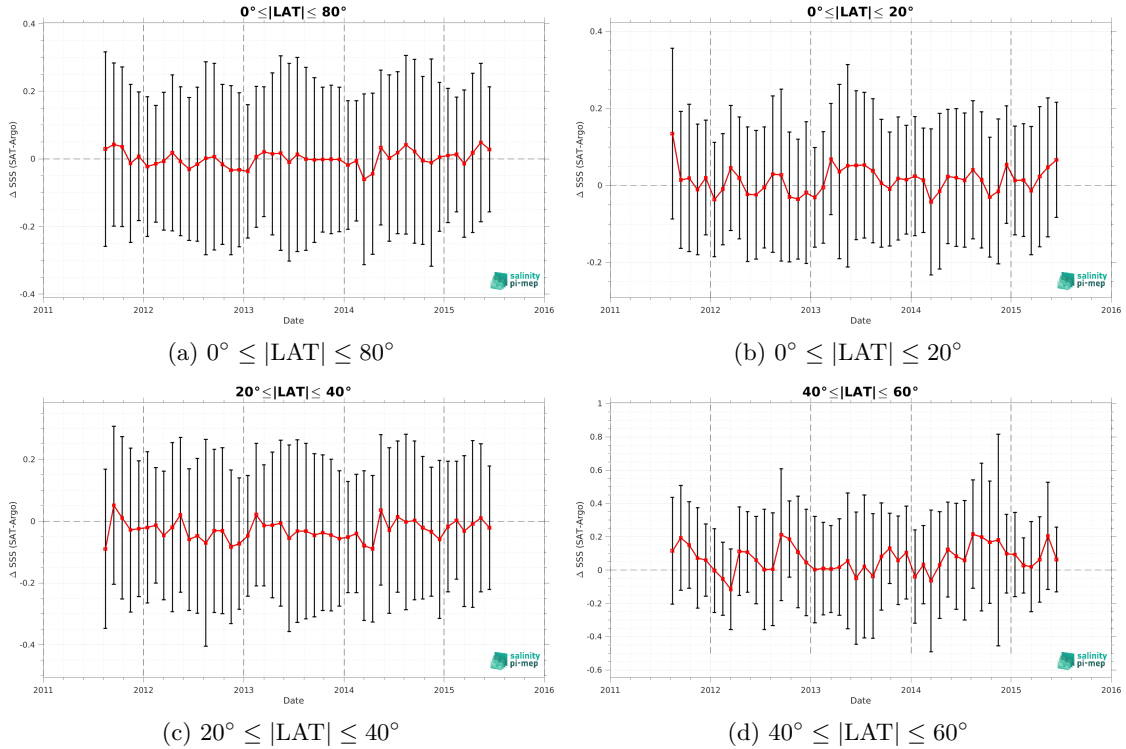 0°≤|LAT|≤ 80°
0.4
0.2
0
-0.2
-0.4
Δ SSS (SAT-Argo)
2011
2012
2013
2014
2015
2016
Date
salinity
pi-mep
(a) 0° ≤ |LAT| ≤ 80°
0°≤|LAT|≤ 20°
0.4
0.2
0
-0.2
Δ SSS (SAT-Argo)
2011
2012
2013
2014
2015
2016
Date
salinity
pi-mep
(b) 0° ≤ |LAT| ≤ 20°
20°≤|LAT|≤ 40°
0.2
0
-0.2
-0.4
Δ SSS (SAT-Argo)
2011
2012
2013
2014
2015
2016
Date
salinity
pi-mep
(c) 20° ≤ |LAT| ≤ 40°
40°≤|LAT|≤ 60°
1
0.8
0.6
0.4
0.2
0
-0.2
-0.4
-0.6
Δ SSS (SAT-Argo)
2011
2012
2013
2014
2015
2016
Date
salinity
pi-mep
(d) 40° ≤ |LAT| ≤ 60°